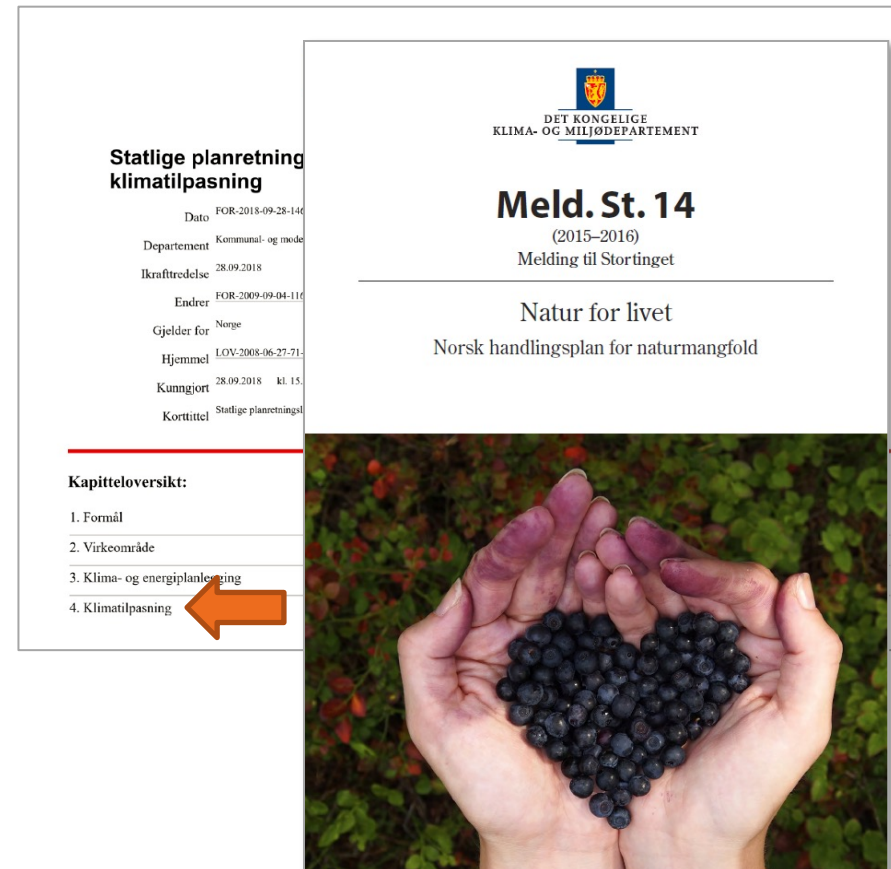 Statlige planretning
klimatilpasning
Dato FOR-2018-09-28-146
Departement Kommunal- og mode
Ikrafttredelse 28.09.2018
Endrer FOR-2009-09-04-116
Gjelder for Norge
Hjemmel LOV-2008-06-27-71-
Kunngjort 28.09.2018 kl. 15.
Korttittel Statlige planretningsl
Kapitteloversikt:
1. Formål
2. Virkeområde
3. Klima- og energiplanlegging
4. Klimatilpasning
DET KONGELIGE
KLIMA- OG MILJØDEPARTEMENT
Meld. St. 14
(2015–2016)
Melding til Stortinget
Natur for livet
Norsk handlingsplan for naturmangfold